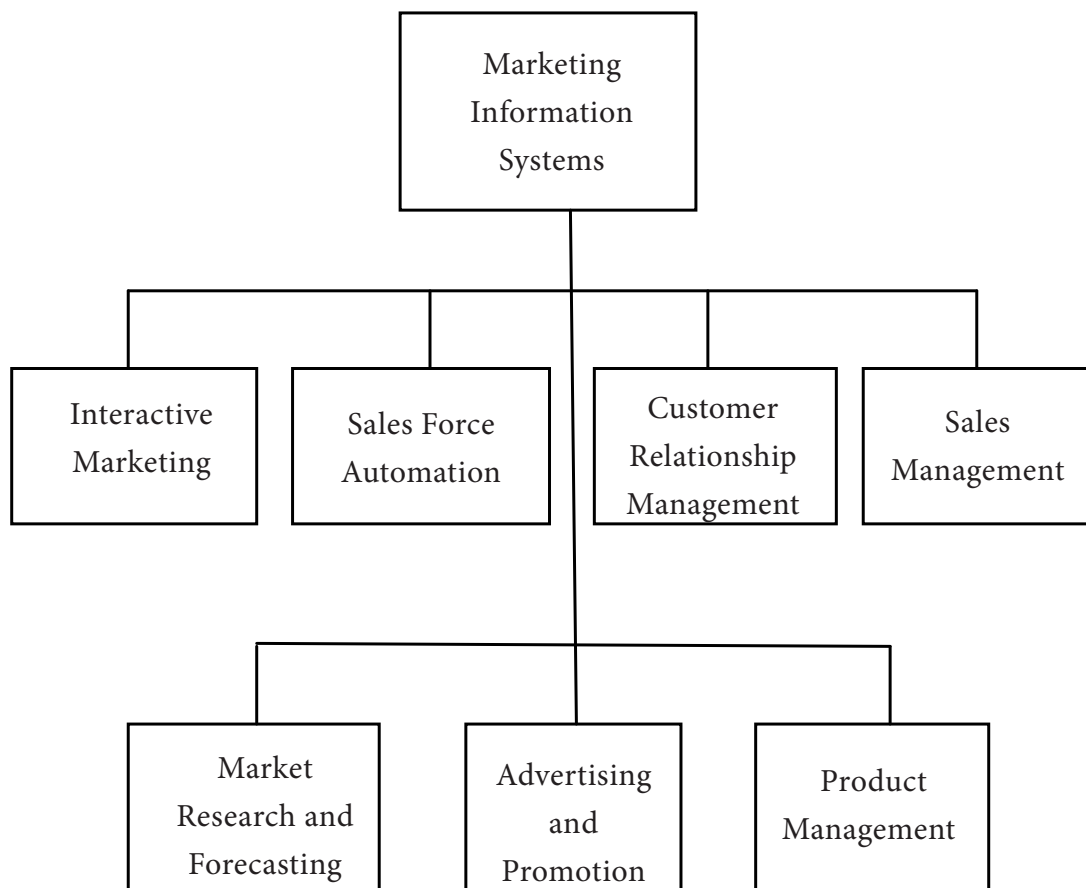 Marketing
Information
Systems
Interactive
Marketing
Sales Force
Automation
Customer
Relationship
Management
Sales
Management
Market
Research and
Forecasting
Advertising
and
Promotion
Product
Management